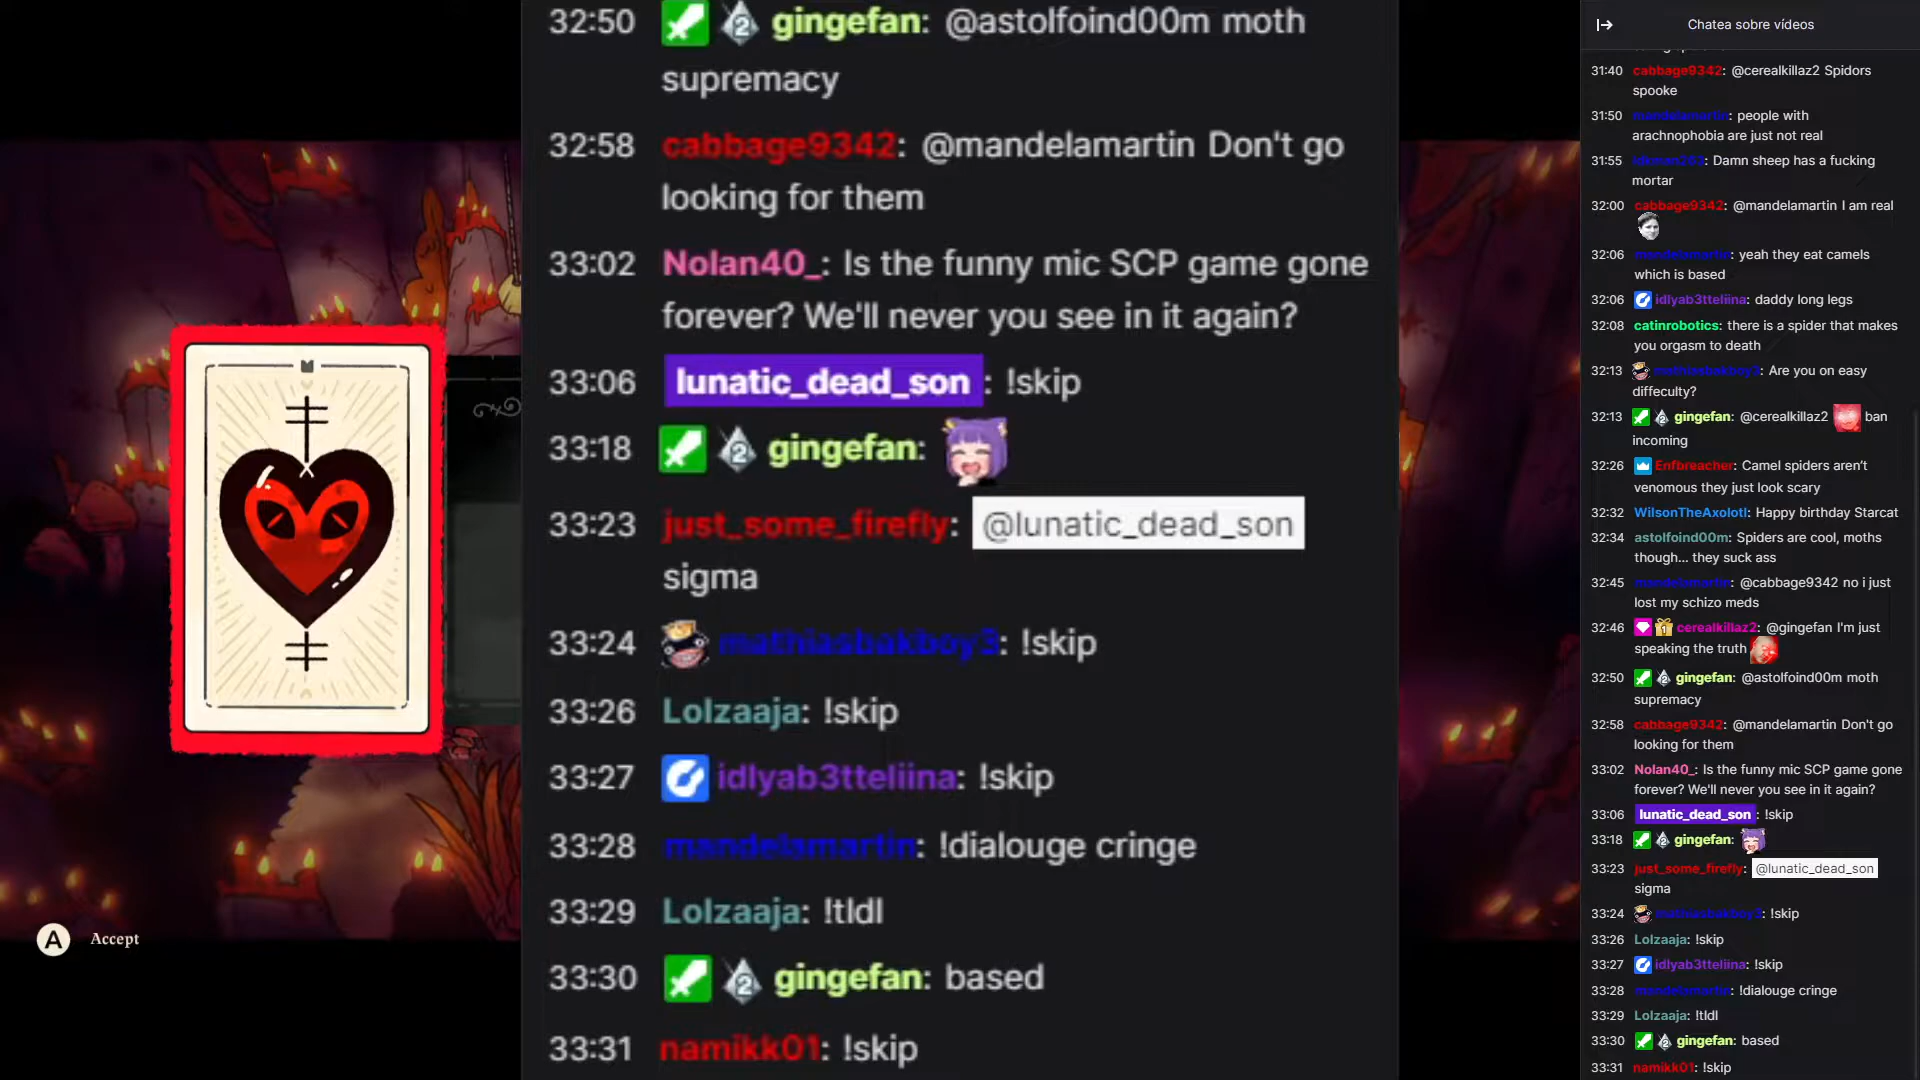 32:50 gingefan: @astolfoind00m moth
supremacy
32:58 cabbage9342: @mandelamartin Don't go
looking for them
33:02 Nolan40_: Is the funny mic SCP game gone
forever? We'll never you see in it again?
33:06 lunatic_dead_son : !skip
33:18 gingefan:
33:23 just_some_firefly: @lunatic_dead_son
sigma
33:24 mathiasbakboy3: !skip
33:26 Lolzaaja: !skip
33:27 idlyab3tteliina: !skip
33:28 mandelamartin: !dialouge cringe
33:29 Lolzaaja: !tldl
33:30 gingefan: based
33:31 namikk01: !skip
A Accept
Chatea sobre vídeos
31:40 cabbage9342: @cerealkillaz2 Spidors
spooke
31:50 mandelamartin: people with
arachnophobia are just not real
31:55 : Damn sheep has a fucking
mortar
32:00 cabbage9342: @mandelamartin I am real
32:06 mandelamartin: yeah they eat camels
which is based
32:06 idlyab3tteliina: daddy long legs
32:08 catinrobotics: there is a spider that makes
you orgasm to death
32:13 mathiasbakboy3: Are you on easy
diffeculty?
32:13 gingefan: @cerealkillaz2 ban
incoming
32:26 Enfbreacher: Camel spiders aren't
venomous they just look scary
32:32 WilsonTheAxolotl: Happy birthday Starcat
32:34 astolfoind00m: Spiders are cool, moths
though... they suck ass
32:45 mandelamartin: @cabbage9342 no i just
lost my schizo meds
32:46 cerealkillaz2: @gingefan I'm just
speaking the truth
32:50 gingefan: @astolfoind00m moth
supremacy
32:58 cabbage9342: @mandelamartin Don't go
looking for them
33:02 Nolan40_: Is the funny mic SCP game gone
forever? We'll never you see in it again?
33:06 lunatic_dead_son : !skip
33:18 gingefan:
33:23 just_some_firefly: @lunatic_dead_son
sigma
33:24 mathiasbakboy3: !skip
33:26 Lolzaaja: !skip
33:27 idlyab3tteliina: !skip
33:28 mandelamartin: !dialouge cringe
33:29 Lolzaaja: !tldl
33:30 gingefan: based
33:31 namikk01: !skip